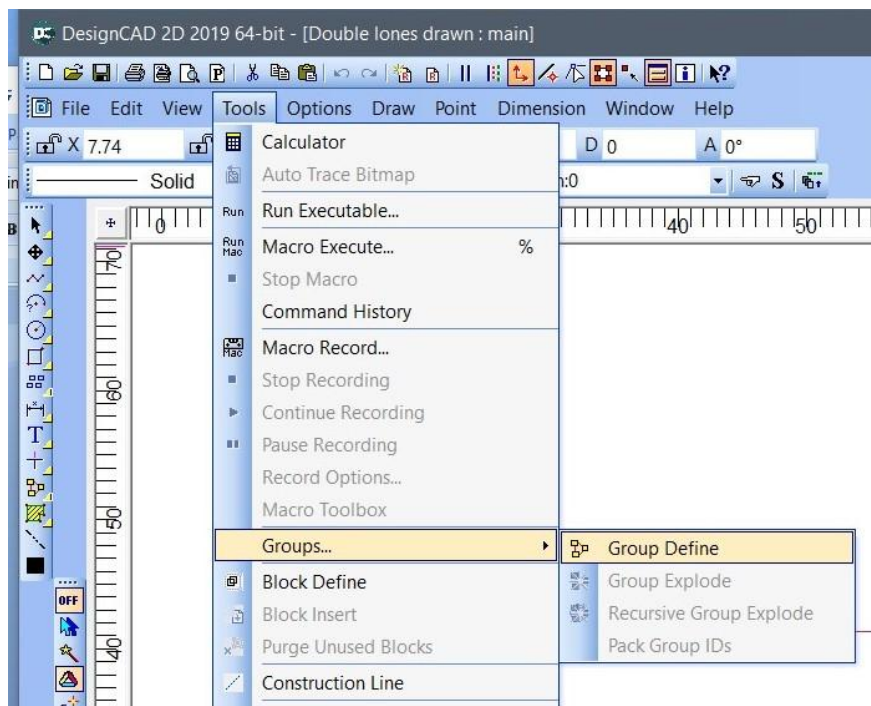 DesignCAD 2D 2019 64-bit - [Double lones drawn : main]
File Edit View Tools Options Draw Point Dimension Window Help
X 7.74 D 0 A 0°
Solid n:0 S
Calculator
Auto Trace Bitmap
Run Run Executable...
Run Mac Macro Execute... %
Stop Macro
Command History
Mac Macro Record...
Stop Recording
Continue Recording
Pause Recording
Record Options...
Macro Toolbox
Groups...
Group Define
Block Define
Group Explode
Block Insert
Recursive Group Explode
Purge Unused Blocks
Pack Group IDs
Construction Line
0 40 50
70
60
50
40
T
OFF